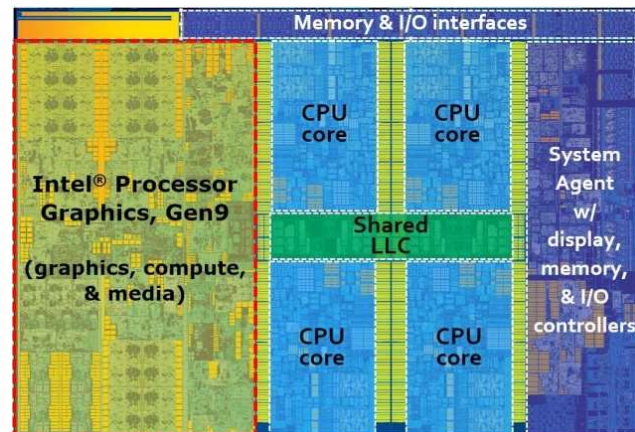 Memory & I/O interfaces
CPU
core
CPU
core
Intel® Processor
Graphics, Gen9
(graphics, compute,
& media)
Shared
LLC
System
Agent
w/
display,
memory,
& I/O
controllers
CPU
core
CPU
core